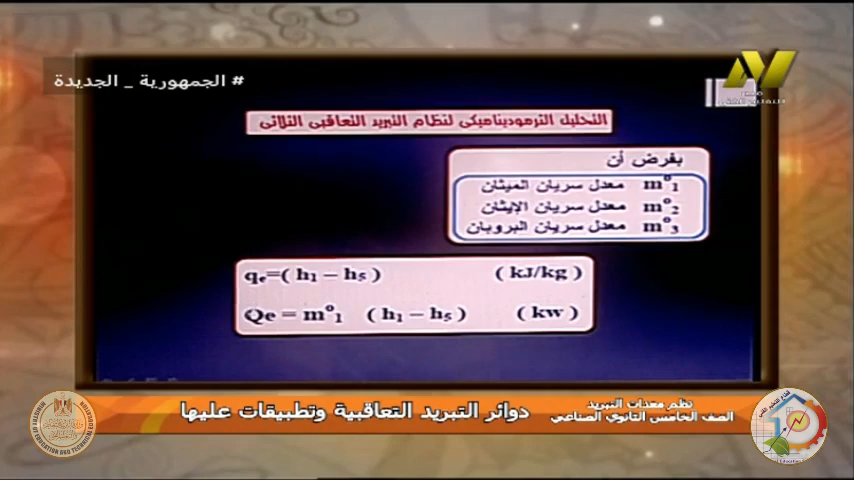 # الجمهورية _ الجديدة
التحليل الترموديناميكى لنظام التبريد التعاقبى الثلاثى
بفرض أن
m°1 معدل سريان الميثان
m°2 معدل سريان الإيثان
m°3 معدل سريان البروبان
qe=( h1 – h5 ) ( kJ/kg )
Qe = m°1 ( h1 – h5 ) ( kw )
نظم معدات التبريد
الصف الخامس الثانوي الصناعي
دوائر التبريد التعاقبية وتطبيقات عليها